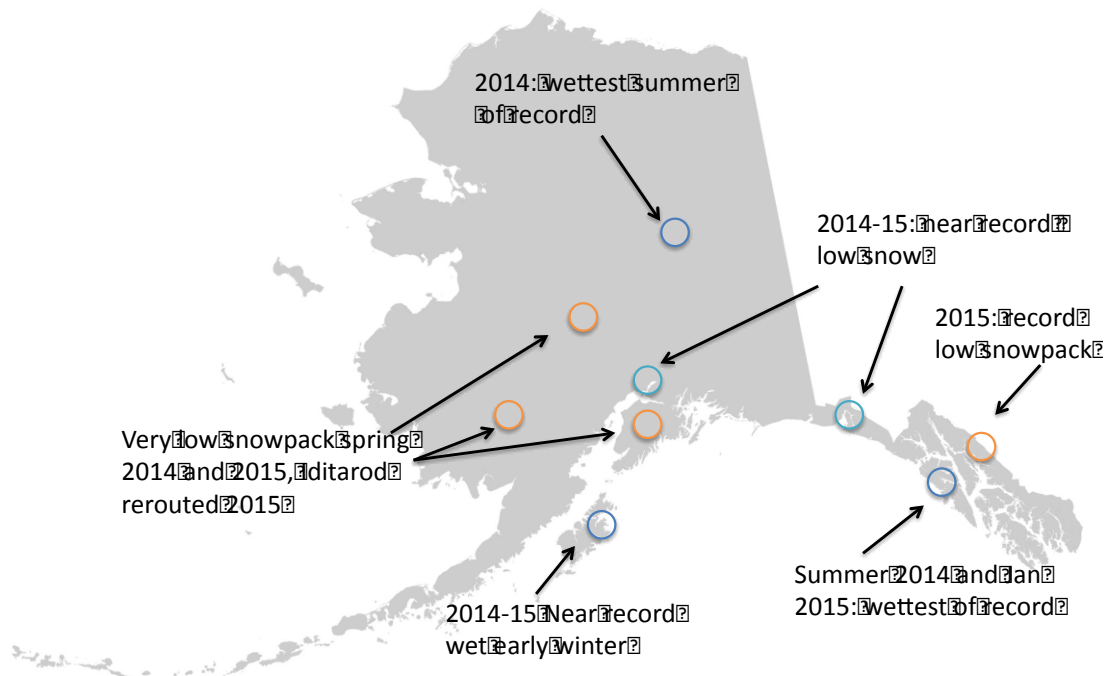 2014: wettest summer
of record
2014-15: near record
low snow
2015: record
low snowpack
Very low snowpack spring
2014 and 2015, Iditarod
rerouted 2015
Summer 2014 and Jan
2015: wettest of record
2014-15 Near record
wet early winter